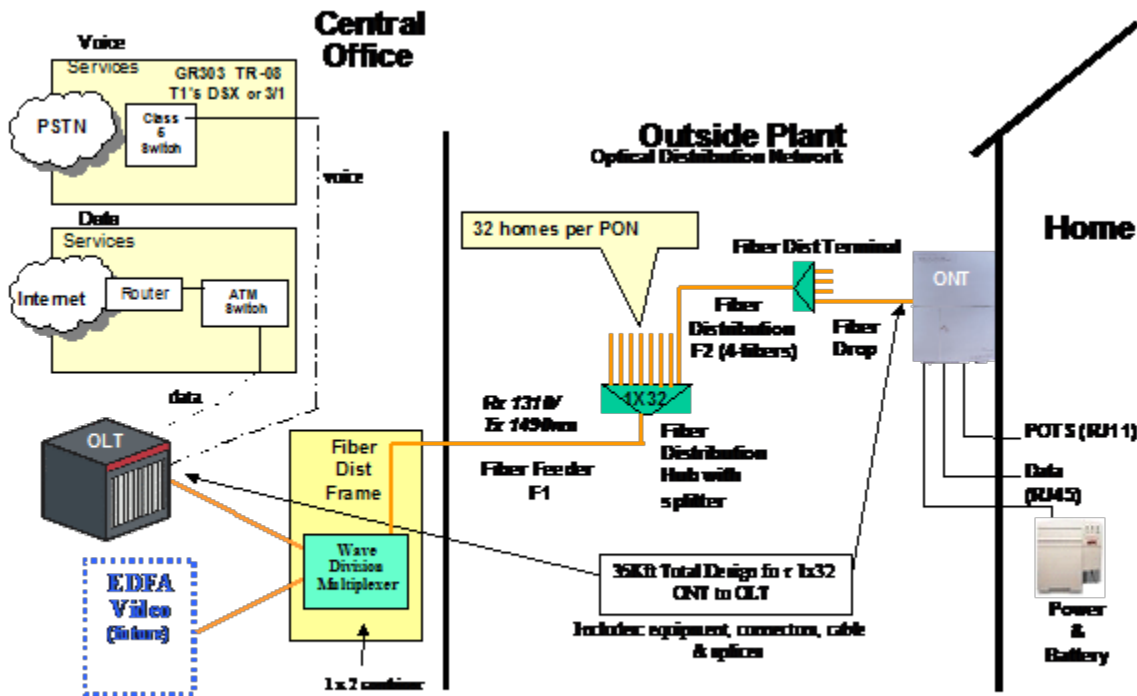 Central
Office
Voice
Services
GR303 TR-08
T1's DSX or 3/1
PSTN
Class
5
Switch
voice
Data
Services
Internet
Router
ATM
Switch
data
OLT
EDFA
Video
(future)
Fiber
Dist
Frame
Wave
Division
Multiplexer
1 x 2 combiner
Outside Plant
Optical Distribution Network
32 homes per PON
Fiber Dist Terminal
Fiber
Distribution
F2 (4-fibers)
Fiber
Drop
1X32
Rx 1310/
Tx 1490nm
Fiber Feeder
F1
Fiber
Distribution
Hub with
splitter
35Kft Total Design for 1x32
ONT to OLT
Includes: equipment, connectors, cable
& splices
Home
ONT
POTS (RJ11)
Data
(RJ45)
Power
&
Battery